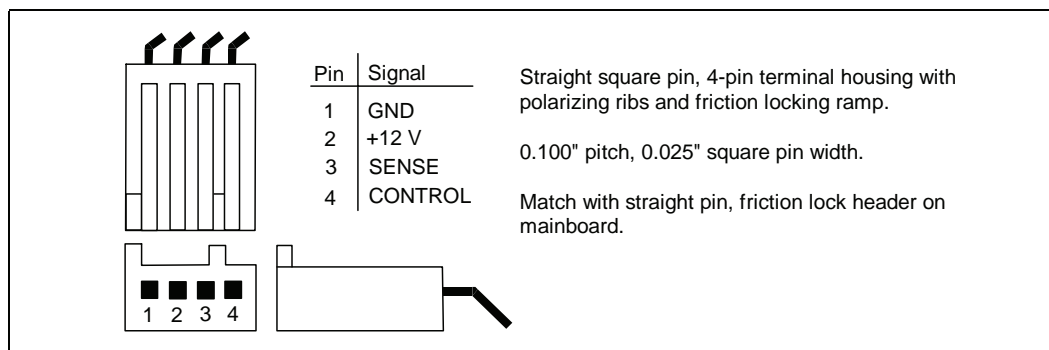 Pin Signal
1 GND
2 +12 V
3 SENSE
4 CONTROL
Straight square pin, 4-pin terminal housing with
polarizing ribs and friction locking ramp.
0.100" pitch, 0.025" square pin width.
Match with straight pin, friction lock header on
mainboard.
1 2 3 4